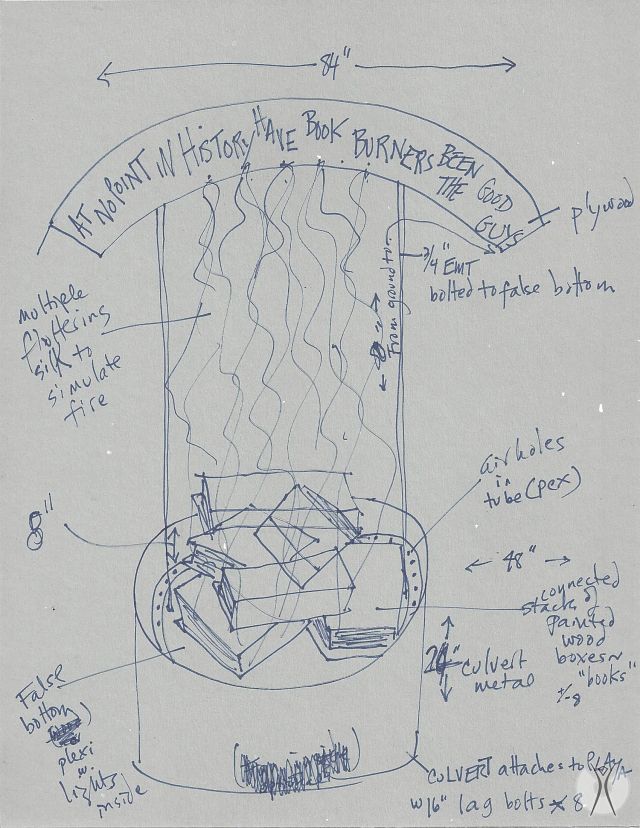 84"
AT NO POINT IN HISTORY HAVE BOOK BURNERS BEEN
THE GOOD
GUYS
plywood
3/4" EMT
bolted to false bottom
From ground to
multiple
fluttering
silk to
simulate
fire
8"
airholes
in
tube (pex)
48"
connected
stack of
painted
wood
boxes~
"books"
+/-8
culvert
metal
False
bottom
plexi
w.
lights
inside
CULVERT attaches to PLAYA
w/6" lag bolts x 8